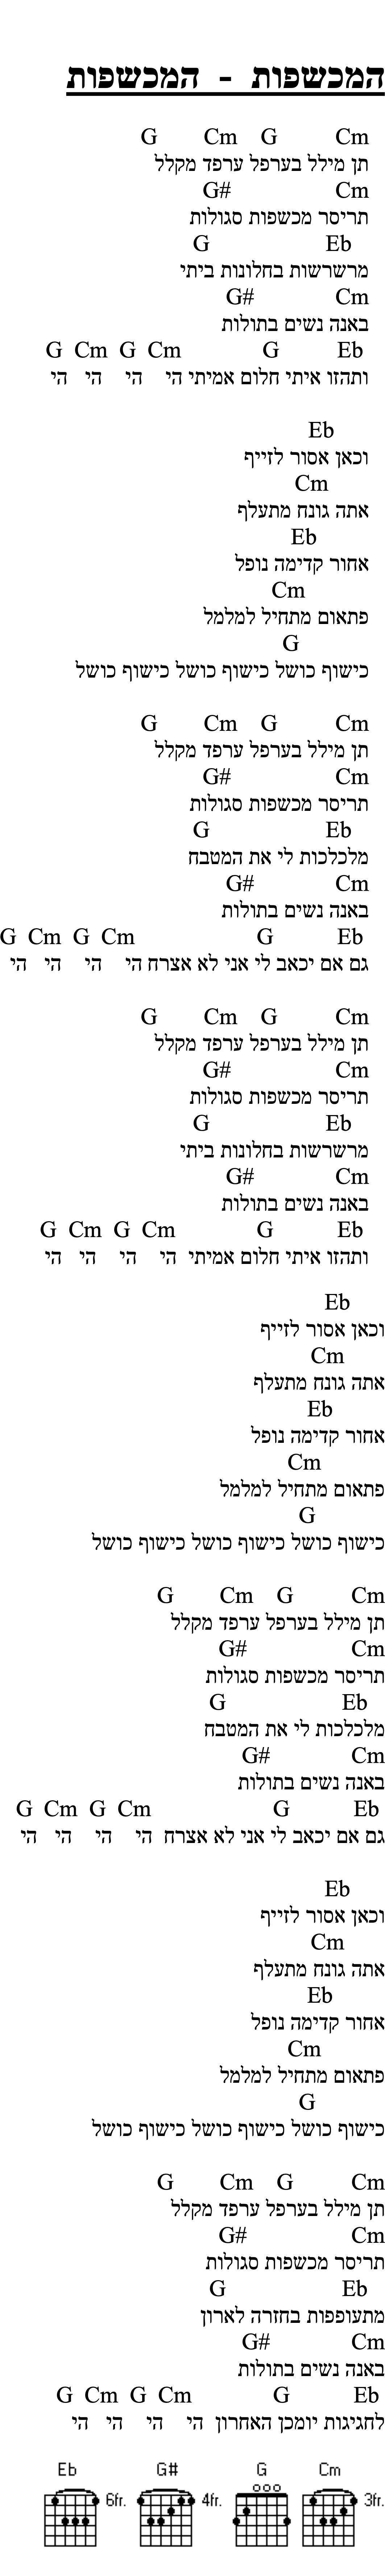 המכשפות - המכשפות
G Cm G Cm
תן מילל בערפל ערפד מקלל
G# Cm
תריסר מכשפות סגולות
G Eb
מרשרשות בחלונות ביתי
G# Cm
באנה נשים בתולות
G Cm G Cm G Eb
ותהזו איתי חלום אמיתי הי הי הי הי
Eb
וכאן אסור לזייף
Cm
אתה גונח מתעלף
Eb
אחור קדימה נופל
Cm
פתאום מתחיל למלמל
G
כישוף כושל כישוף כושל כישוף כושל
G Cm G Cm
תן מילל בערפל ערפד מקלל
G# Cm
תריסר מכשפות סגולות
G Eb
מלכלכות לי את המטבח
G# Cm
באנה נשים בתולות
G Cm G Cm G Eb
גם אם יכאב לי אני לא אצרח הי הי הי הי
G Cm G Cm
תן מילל בערפל ערפד מקלל
G# Cm
תריסר מכשפות סגולות
G Eb
מרשרשות בחלונות ביתי
G# Cm
באנה נשים בתולות
G Cm G Cm G Eb
ותהזו איתי חלום אמיתי הי הי הי הי
Eb
וכאן אסור לזייף
Cm
אתה גונח מתעלף
Eb
אחור קדימה נופל
Cm
פתאום מתחיל למלמל
G
כישוף כושל כישוף כושל כישוף כושל
G Cm G Cm
תן מילל בערפל ערפד מקלל
G# Cm
תריסר מכשפות סגולות
G Eb
מלכלכות לי את המטבח
G# Cm
באנה נשים בתולות
G Cm G Cm G Eb
גם אם יכאב לי אני לא אצרח הי הי הי הי
Eb
וכאן אסור לזייף
Cm
אתה גונח מתעלף
Eb
אחור קדימה נופל
Cm
פתאום מתחיל למלמל
G
כישוף כושל כישוף כושל כישוף כושל
G Cm G Cm
תן מילל בערפל ערפד מקלל
G# Cm
תריסר מכשפות סגולות
G Eb
מתעופפות בחזרה לארון
G# Cm
באנה נשים בתולות
G Cm G Cm G Eb
לחגיגות יומכן האחרון הי הי הי הי
Eb G# G Cm
6fr. 4fr. 3fr.